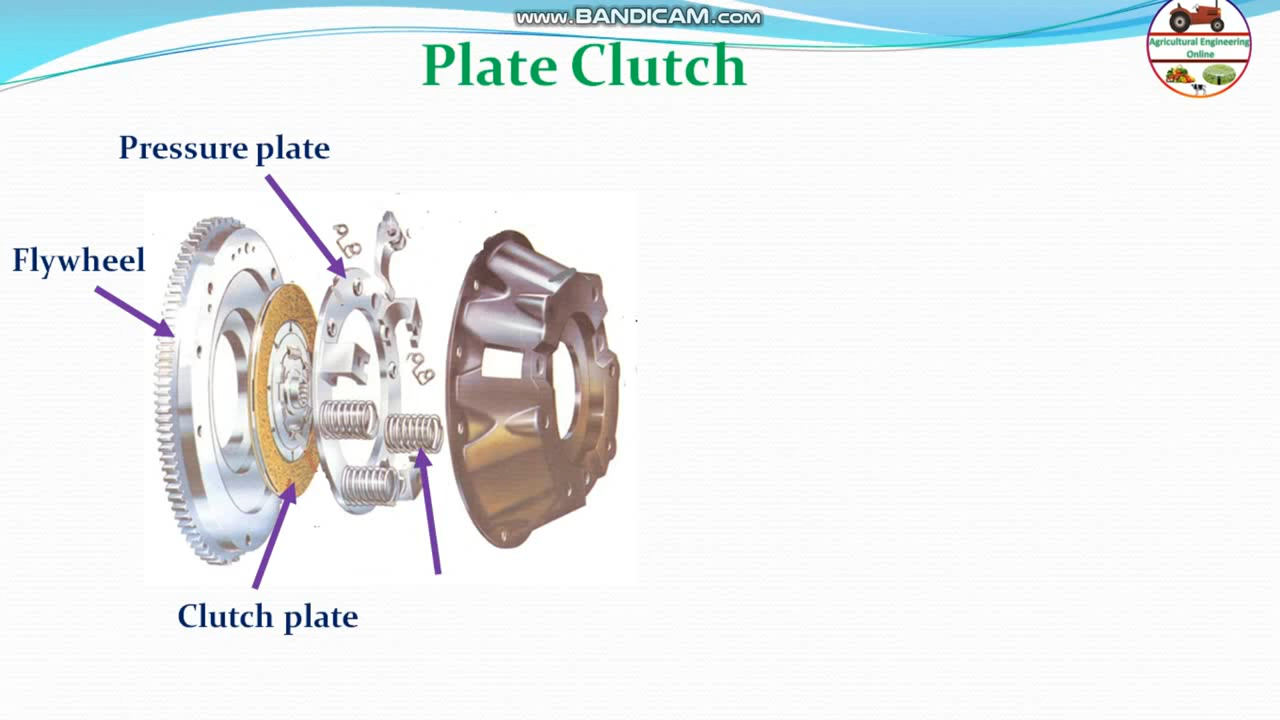 www.BANDICAM.com
Plate Clutch
Agricultural Engineering
Online
Pressure plate
Flywheel
Clutch plate